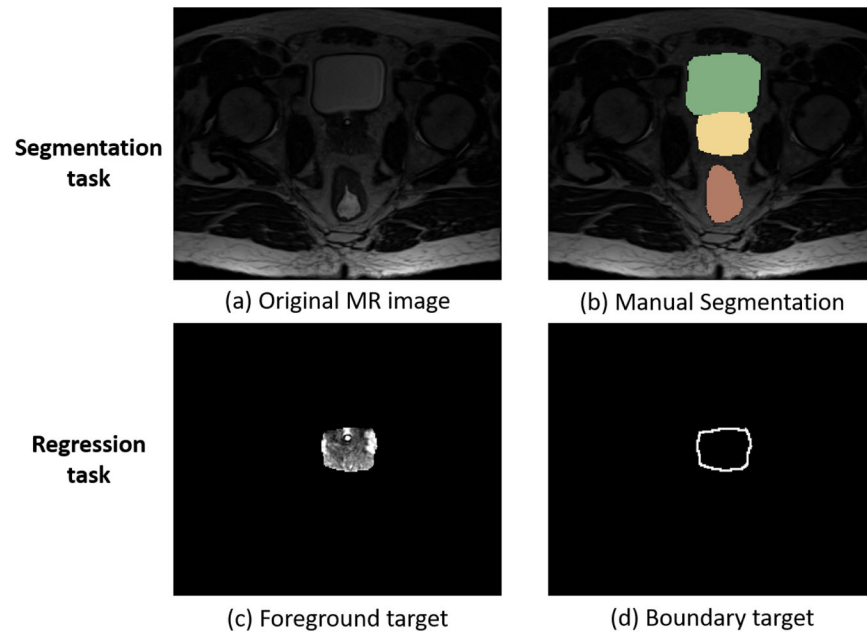 Segmentation
task
(a) Original MR image
(b) Manual Segmentation
Regression
task
(c) Foreground target
(d) Boundary target